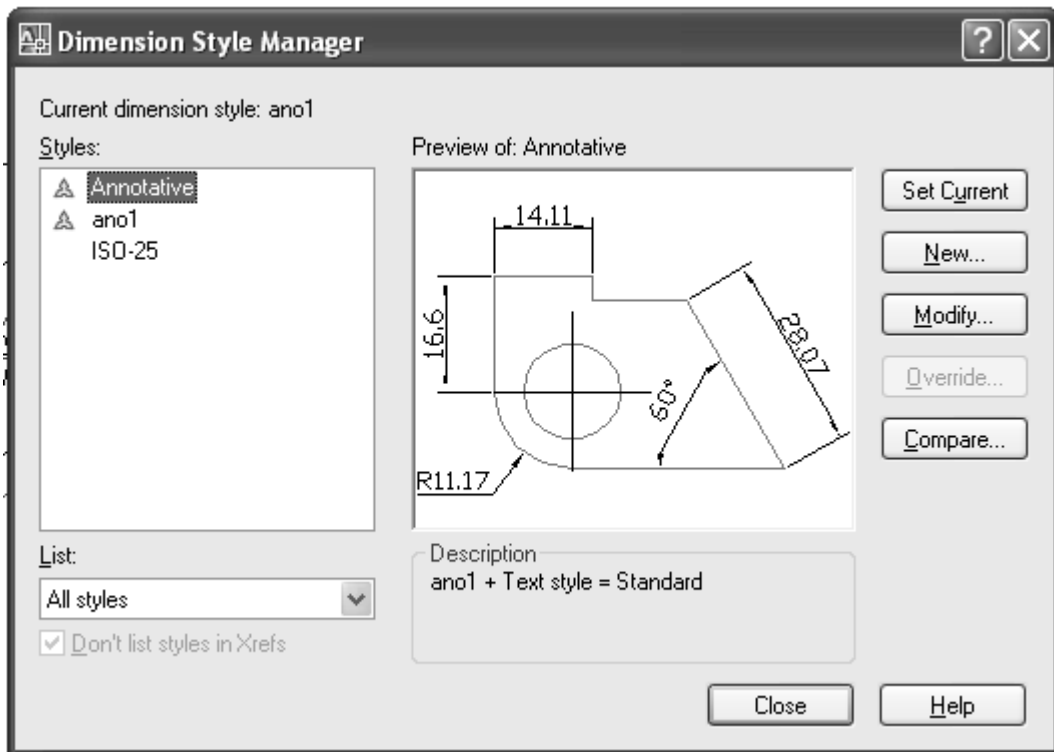 Dimension Style Manager
Current dimension style: ano1
Styles:
Annotative
ano1
ISO-25
List:
All styles
Don't list styles in Xrefs
Preview of: Annotative
14.11
16.6
28.07
60°
R11.17
Description
ano1 + Text style = Standard
Set Current
New...
Modify...
Override...
Compare...
Close
Help